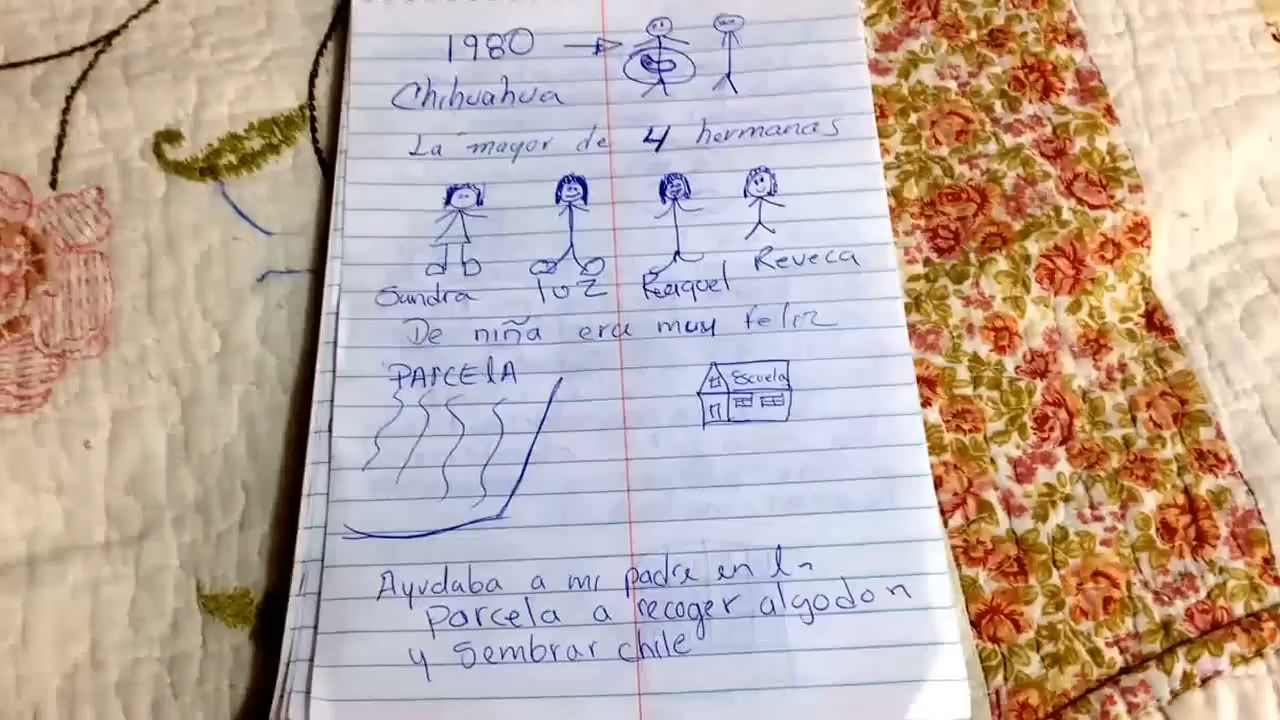 1980
Chihuahua
La mayor de 4 hermanas
Sandra luz Raquel Reveca
De niña era muy feliz
PARCElA
Escuela
Ayudaba a mi padre en la
parcela a recoger algodon
y Sembrar chile